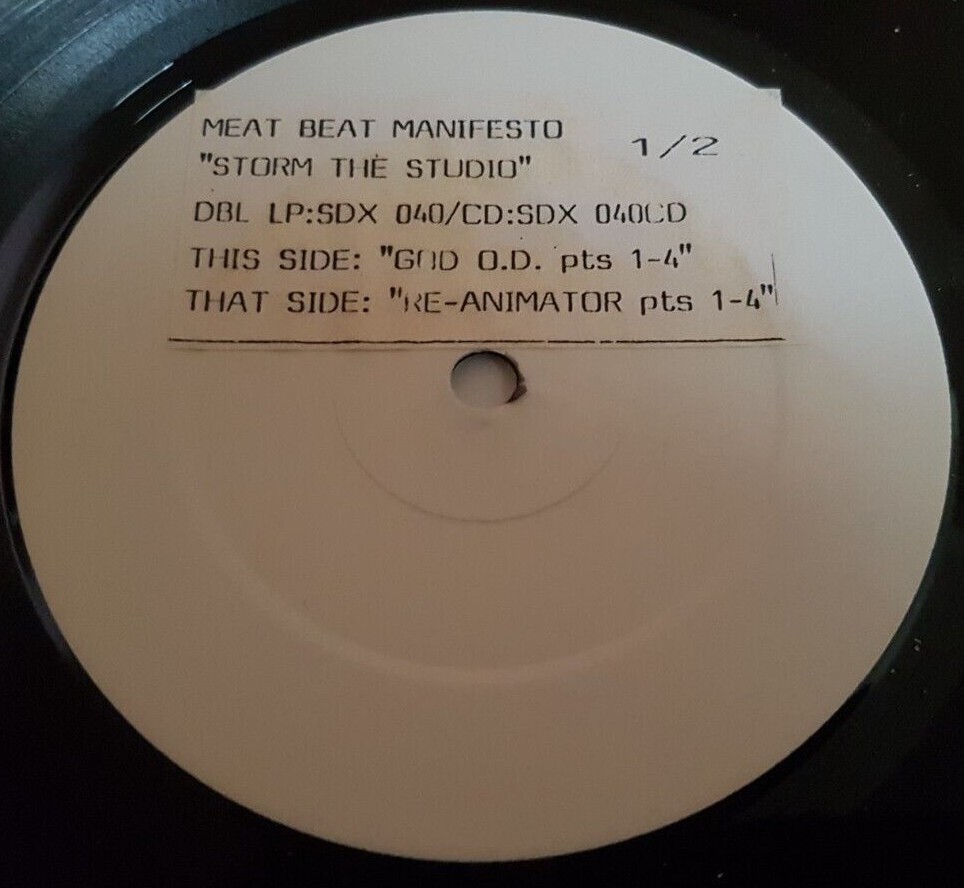 MEAT BEAT MANIFESTO
1/2
"STORM THE STUDIO"
DBL LP:SDX 040/CD:SDX 040CD
THIS SIDE: "GOD O.D. pts 1-4"
THAT SIDE: "RE-ANIMATOR pts 1-4"